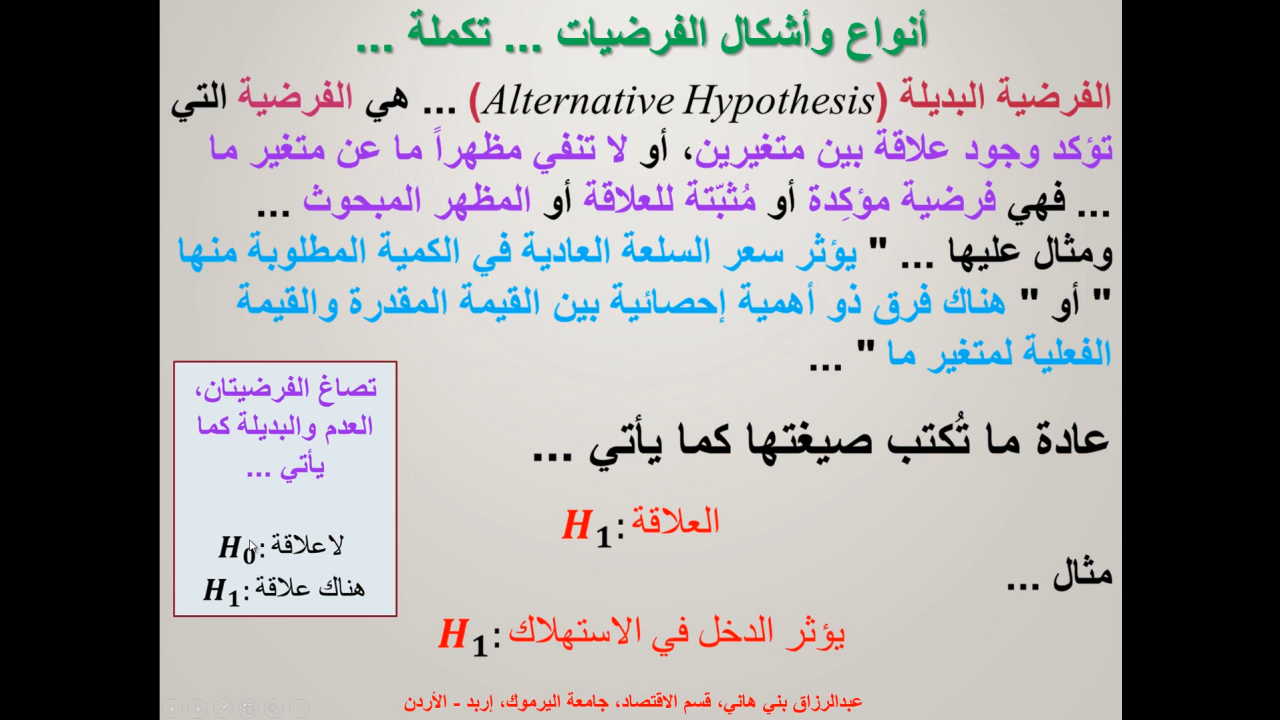 أنواع وأشكال الفرضيات ... تكملة ...
الفرضية البديلة (Alternative Hypothesis) ... هي الفرضية التي
تؤكد وجود علاقة بين متغيرين، أو لا تنفي مظهراً ما عن متغير ما
... فهي فرضية مؤكِدة أو مُثبّتة للعلاقة أو المظهر المبحوث ...
ومثال عليها ... " يؤثر سعر السلعة العادية في الكمية المطلوبة منها
" أو " هناك فرق ذو أهمية إحصائية بين القيمة المقدرة والقيمة
الفعلية لمتغير ما " ...
عادة ما تُكتب صيغتها كما يأتي ...
H₁: العلاقة
مثال ...
H₁: يؤثر الدخل في الاستهلاك
تصاغ الفرضيتان،
العدم والبديلة كما
يأتي ...
H₀: لاعلاقة
H₁: هناك علاقة
عبدالرزاق بني هاني، قسم الاقتصاد، جامعة اليرموك، إربد - الأردن